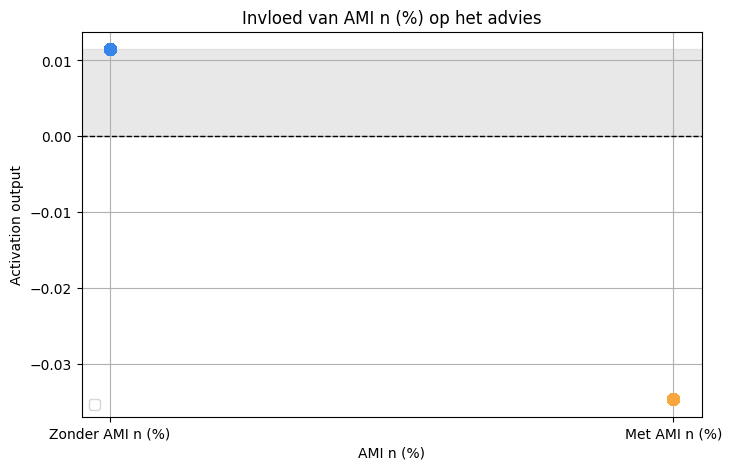 Invloed van AMI n (%) op het advies
0.01
0.00
−0.01
−0.02
−0.03
Activation output
Zonder AMI n (%)
Met AMI n (%)
AMI n (%)